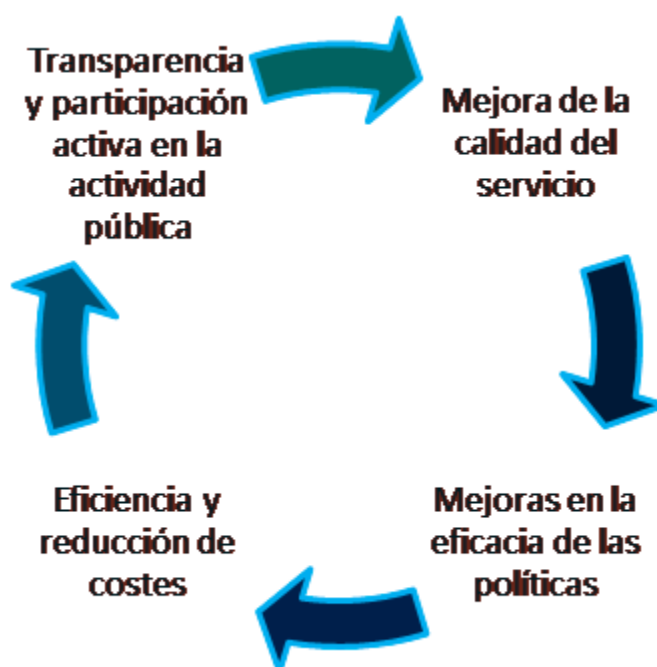 Transparencia
y participación
activa en la
actividad
pública
Mejora de la
calidad del
servicio
Mejoras en la
eficacia de las
políticas
Eficiencia y
reducción de
costes